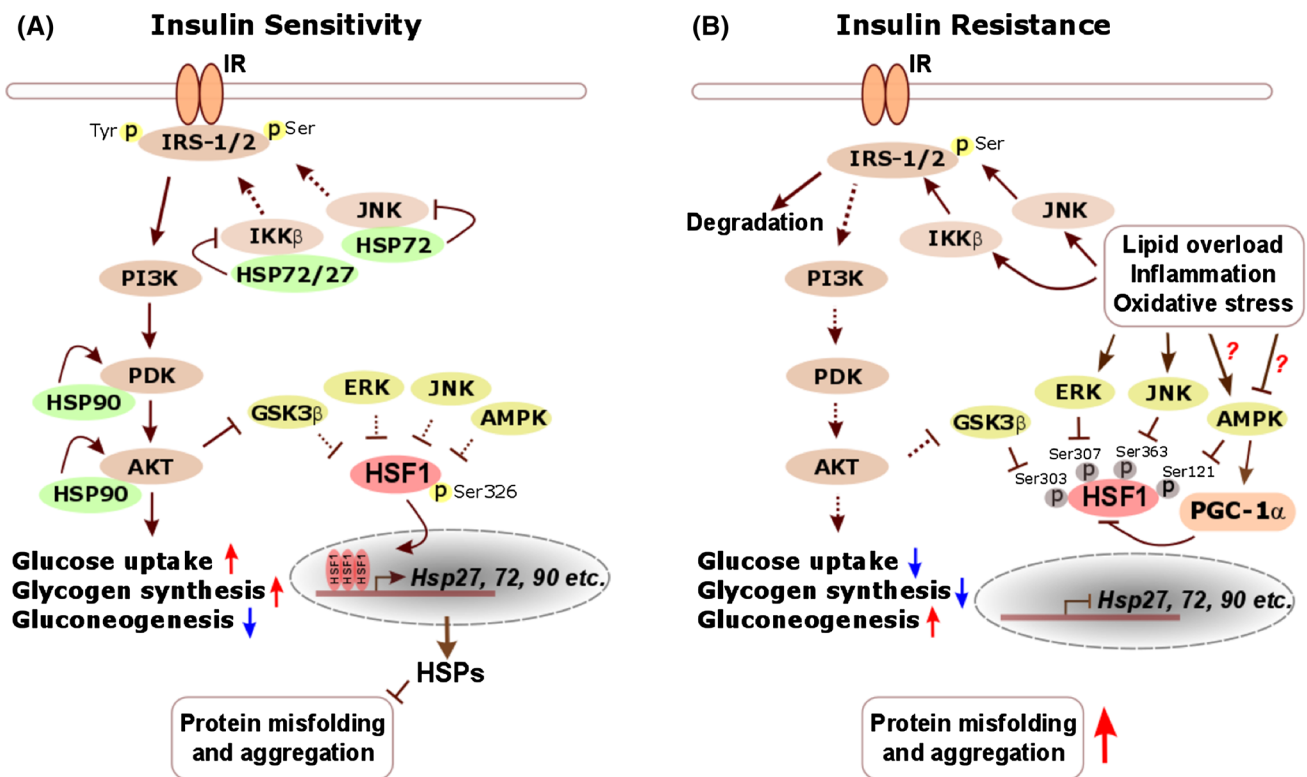 (A) Insulin Sensitivity
IR
Tyr p
IRS-1/2
p Ser
JNK
HSP72
IKKβ
HSP72/27
PI3K
PDK
HSP90
AKT
HSP90
GSK3β
ERK
JNK
AMPK
HSF1
p Ser326
Glucose uptake
Glycogen synthesis
Gluconeogenesis
HSF1 HSF1 HSF1
Hsp27, 72, 90 etc.
HSPs
Protein misfolding
and aggregation
(B) Insulin Resistance
IR
IRS-1/2
p Ser
Degradation
JNK
IKKβ
Lipid overload
Inflammation
Oxidative stress
PI3K
PDK
AKT
? ?
GSK3β
ERK
JNK
AMPK
Ser303 p
Ser307 p
Ser363 p
Ser121 p
HSF1
PGC-1α
Glucose uptake
Glycogen synthesis
Gluconeogenesis
Hsp27, 72, 90 etc.
Protein misfolding
and aggregation